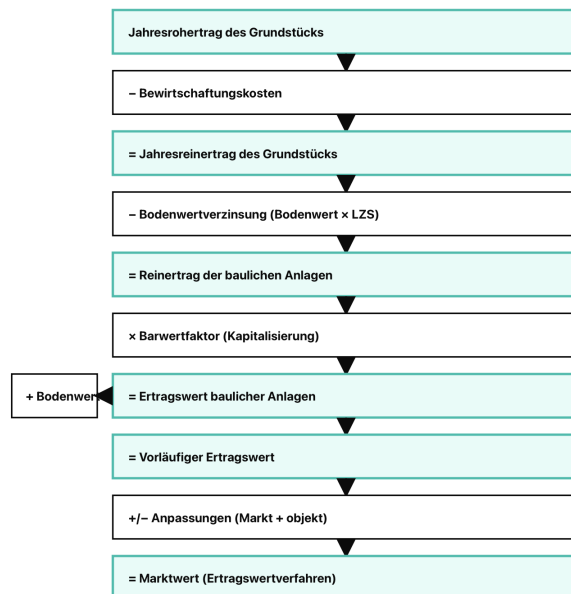 Jahresrohertrag des Grundstücks
– Bewirtschaftungskosten
= Jahresreinertrag des Grundstücks
– Bodenwertverzinsung (Bodenwert × LZS)
= Reinertrag der baulichen Anlagen
× Barwertfaktor (Kapitalisierung)
+ Bodenwer
= Ertragswert baulicher Anlagen
= Vorläufiger Ertragswert
+/– Anpassungen (Markt + objekt)
= Marktwert (Ertragswertverfahren)